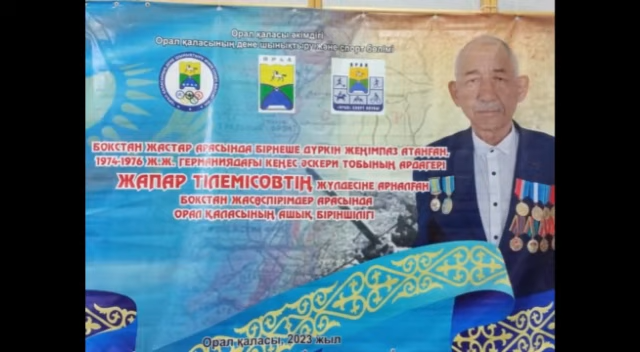 Орал қаласы әкімдігі
Орал қаласының дене шынықтыру және спорт бөлімі
ОРАЛ
ОРАЛ
БОКСТАН ЖАСТАР АРАСЫНДА БІРНЕШЕ ДҮРКІН ЖЕҢІМПАЗ АТАНҒАН,
1974-1976 Ж.Ж. ГЕРМАНИЯДАҒЫ КЕҢЕС ӘСКЕРИ ТОБЫНЫҢ АРДАГЕРІ
ЖАПАР ТІЛЕМІСОВТІҢ ЖҮЛДЕСІНЕ АРНАЛҒАН
БОКСТАН ЖАСӨСПІРІМДЕР АРАСЫНДА
ОРАЛ ҚАЛАСЫНЫҢ АШЫҚ БІРІНШІЛІГІ
Орал қаласы, 2023 жыл